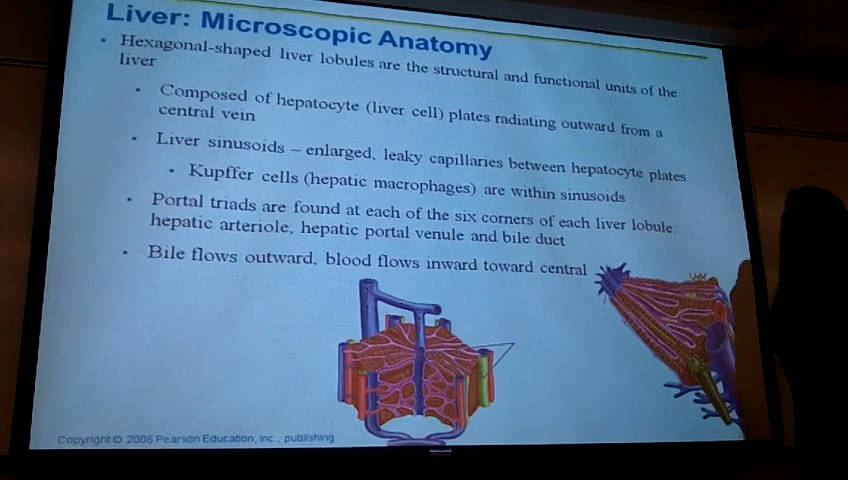 Liver: Microscopic Anatomy
• Hexagonal-shaped liver lobules are the structural and functional units of the
liver
• Composed of hepatocyte (liver cell) plates radiating outward from a
central vein
• Liver sinusoids – enlarged, leaky capillaries between hepatocyte plates
• Kupffer cells (hepatic macrophages) are within sinusoids
• Portal triads are found at each of the six corners of each liver lobule:
hepatic arteriole, hepatic portal venule and bile duct
• Bile flows outward, blood flows inward toward central
Copyright © 2006 Pearson Education, Inc., publishing